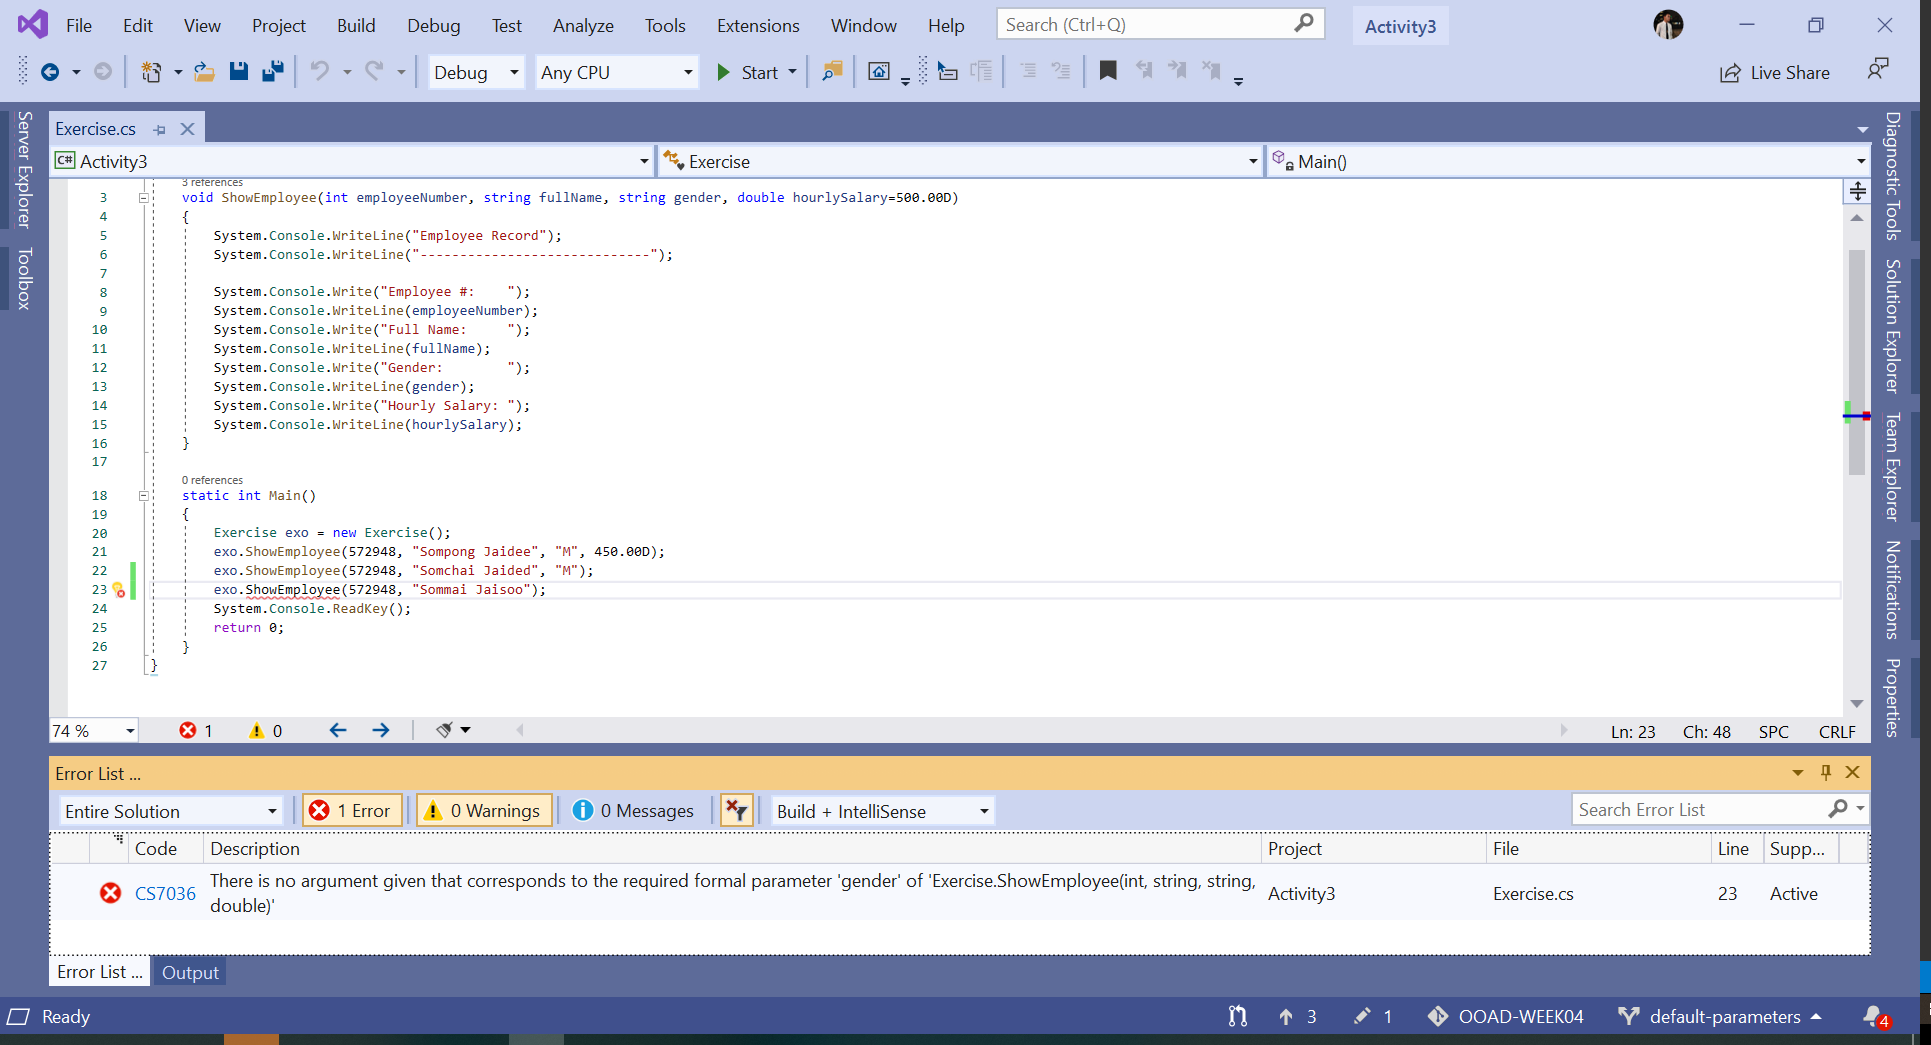 File Edit View Project Build Debug Test Analyze Tools Extensions Window Help Search (Ctrl+Q) Activity3
Debug Any CPU Start Live Share
Server Explorer
Toolbox
Exercise.cs
C# Activity3 Exercise Main()
3 references
3 void ShowEmployee(int employeeNumber, string fullName, string gender, double hourlySalary=500.00D)
4 {
5 System.Console.WriteLine("Employee Record");
6 System.Console.WriteLine("-----------------------------");
7
8 System.Console.Write("Employee #:    ");
9 System.Console.WriteLine(employeeNumber);
10 System.Console.Write("Full Name:     ");
11 System.Console.WriteLine(fullName);
12 System.Console.Write("Gender:        ");
13 System.Console.WriteLine(gender);
14 System.Console.Write("Hourly Salary: ");
15 System.Console.WriteLine(hourlySalary);
16 }
17
0 references
18 static int Main()
19 {
20 Exercise exo = new Exercise();
21 exo.ShowEmployee(572948, "Sompong Jaidee", "M", 450.00D);
22 exo.ShowEmployee(572948, "Somchai Jaided", "M");
23 exo.ShowEmployee(572948, "Sommai Jaisoo");
24 System.Console.ReadKey();
25 return 0;
26 }
27 }
Diagnostic Tools
Solution Explorer
Team Explorer
Notifications
Properties
74 % 1 0 Ln: 23 Ch: 48 SPC CRLF
Error List ...
Entire Solution 1 Error 0 Warnings 0 Messages Build + IntelliSense Search Error List
Code Description Project File Line Supp...
CS7036 There is no argument given that corresponds to the required formal parameter 'gender' of 'Exercise.ShowEmployee(int, string, string, double)' Activity3 Exercise.cs 23 Active
Error List ... Output
Ready 3 1 OOAD-WEEK04 default-parameters 4